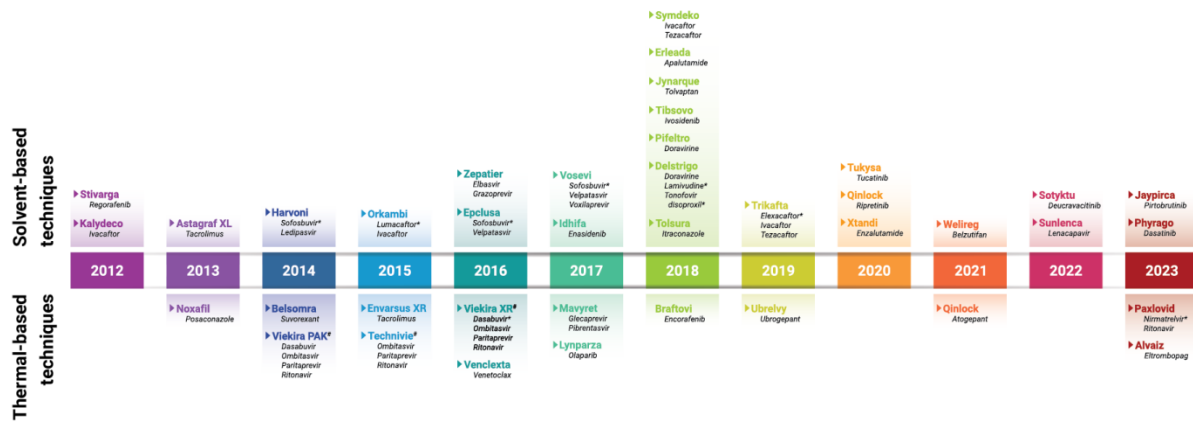 Solvent-based
techniques
Stivarga
Regorafenib
Kalydeco
Ivacaftor
Astagraf XL
Tacrolimus
Harvoni
Sofosbuvir*
Ledipasvir
Orkambi
Lumacaftor*
Ivacaftor
Zepatier
Elbasvir
Grazoprevir
Epclusa
Sofosbuvir*
Velpatasvir
Vosevi
Sofosbuvir*
Velpatasvir
Voxilaprevir
Idhifa
Enasidenib
Symdeko
Ivacaftor
Tezacaftor
Erleada
Apalutamide
Jynarque
Tolvaptan
Tibsovo
Ivosidenib
Pifeltro
Doravirine
Delstrigo
Doravirine
Lamivudine*
Tonofovir
disoproxil*
Tolsura
Itraconazole
Trikafta
Elexacaftor*
Ivacaftor
Tezacaftor
Tukysa
Tucatinib
Qinlock
Ripretinib
Xtandi
Enzalutamide
Welireg
Belzutifan
Sotyktu
Deucravacitinib
Sunlenca
Lenacapavir
Jaypirca
Pirtobrutinib
Phyrago
Dasatinib
2012
2013
2014
2015
2016
2017
2018
2019
2020
2021
2022
2023
Thermal-based
techniques
Noxafil
Posaconazole
Belsomra
Suvorexant
Viekira PAK#
Dasabuvir
Ombitasvir
Paritaprevir
Ritonavir
Envarsus XR
Tacrolimus
Technivie#
Ombitasvir
Paritaprevir
Ritonavir
Viekira XR#
Dasabuvir*
Ombitasvir
Paritaprevir
Ritonavir
Venclexta
Venetoclax
Mavyret
Glecaprevir
Pibrentasvir
Lynparza
Olaparib
Braftovi
Encorafenib
Ubrelvy
Ubrogepant
Qinlock
Atogepant
Paxlovid
Nirmatrelvir*
Ritonavir
Alvaiz
Eltrombopag